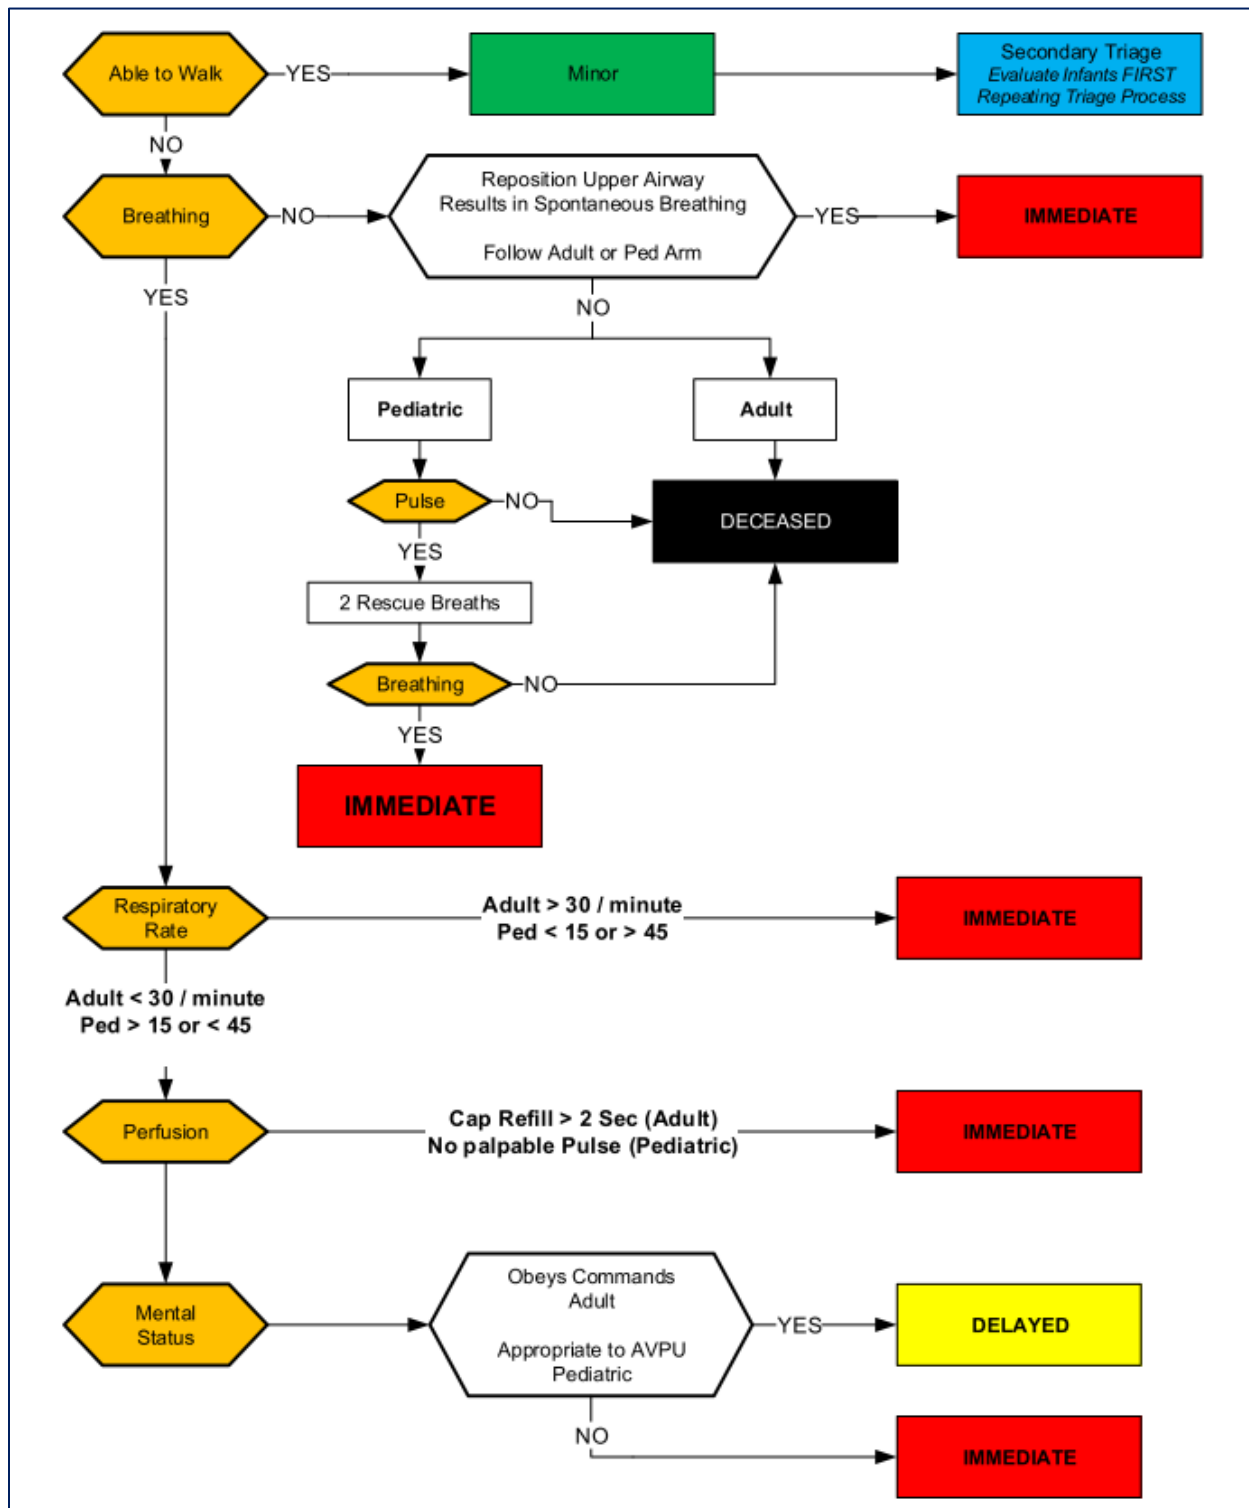 Able to Walk
YES
Minor
Secondary Triage
Evaluate Infants FIRST
Repeating Triage Process
NO
Breathing
NO
Reposition Upper Airway
Results in Spontaneous Breathing
Follow Adult or Ped Arm
YES
IMMEDIATE
YES
NO
Pediatric
Adult
Pulse
NO
DECEASED
YES
2 Rescue Breaths
Breathing
NO
YES
IMMEDIATE
Respiratory
Rate
Adult > 30 / minute
Ped < 15 or > 45
IMMEDIATE
Adult < 30 / minute
Ped > 15 or < 45
Perfusion
Cap Refill > 2 Sec (Adult)
No palpable Pulse (Pediatric)
IMMEDIATE
Mental
Status
Obeys Commands
Adult
Appropriate to AVPU
Pediatric
YES
DELAYED
NO
IMMEDIATE